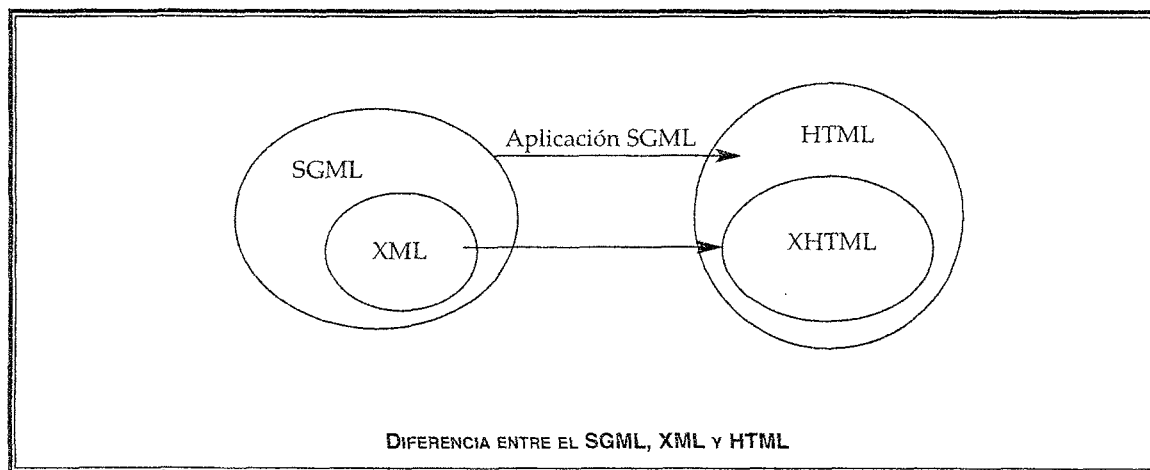 Aplicación SGML
HTML
SGML
XML
XHTML
DIFERENCIA ENTRE EL SGML, XML Y HTML